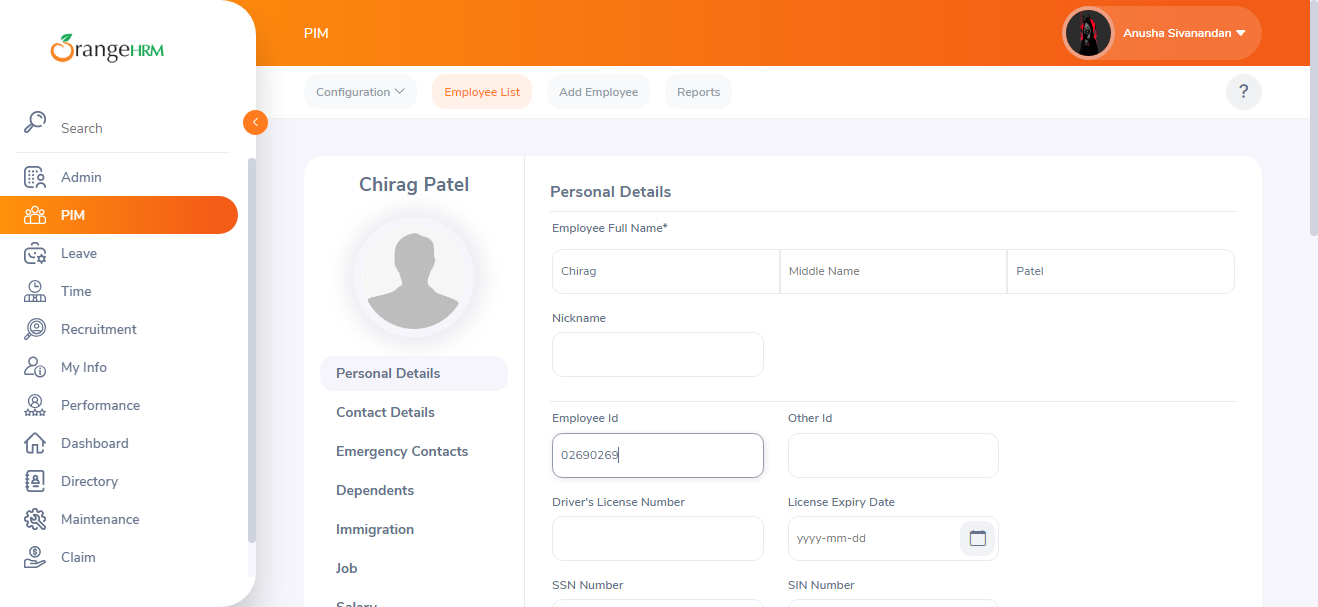 OrangeHRM
PIM
Anusha Sivanandan
Configuration
Employee List
Add Employee
Reports
?
Search
Admin
PIM
Leave
Time
Recruitment
My Info
Performance
Dashboard
Directory
Maintenance
Claim
Chirag Patel
Personal Details
Contact Details
Emergency Contacts
Dependents
Immigration
Job
Salary
Personal Details
Employee Full Name*
Chirag Middle Name Patel
Nickname
Employee Id Other Id
02690269
Driver's License Number License Expiry Date
yyyy-mm-dd
SSN Number SIN Number